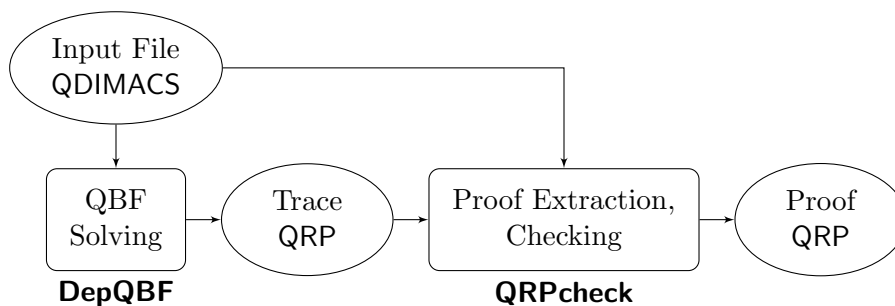 Input File
QDIMACS
QBF
Solving
DepQBF
Trace
QRP
Proof Extraction,
Checking
QRPcheck
Proof
QRP